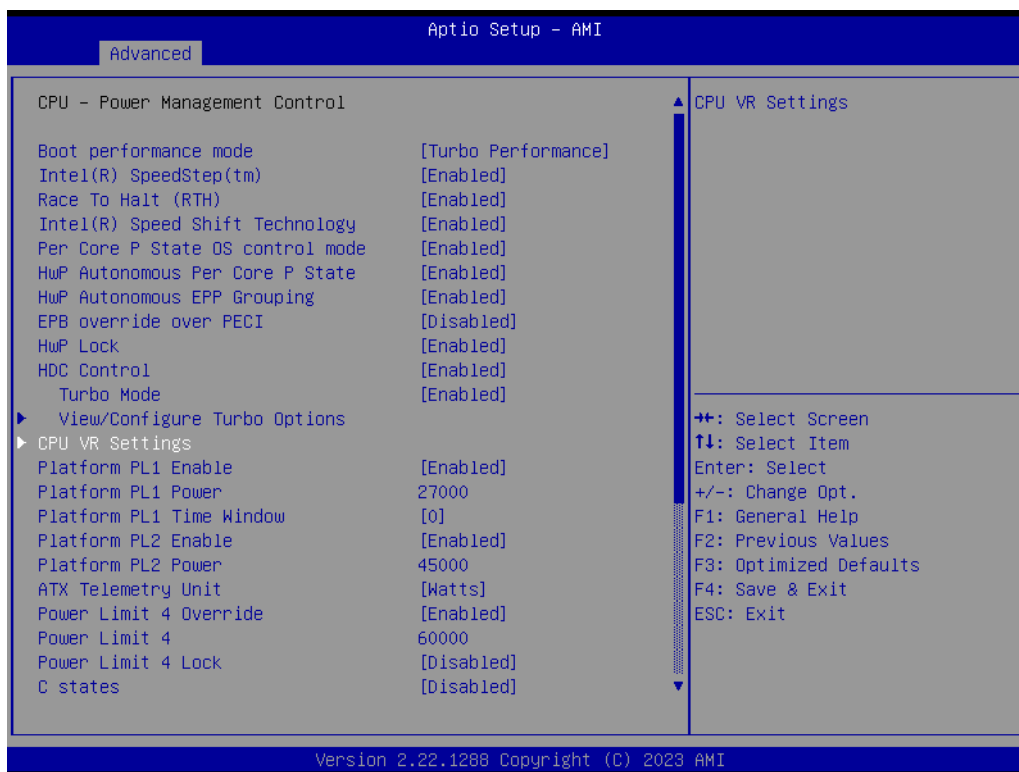 Aptio Setup – AMI
Advanced
CPU – Power Management Control
Boot performance mode [Turbo Performance]
Intel(R) SpeedStep(tm) [Enabled]
Race To Halt (RTH) [Enabled]
Intel(R) Speed Shift Technology [Enabled]
Per Core P State OS control mode [Enabled]
HwP Autonomous Per Core P State [Enabled]
HwP Autonomous EPP Grouping [Enabled]
EPB override over PECI [Disabled]
HwP Lock [Enabled]
HDC Control [Enabled]
Turbo Mode [Enabled]
View/Configure Turbo Options
CPU VR Settings
Platform PL1 Enable [Enabled]
Platform PL1 Power 27000
Platform PL1 Time Window [0]
Platform PL2 Enable [Enabled]
Platform PL2 Power 45000
ATX Telemetry Unit [Watts]
Power Limit 4 Override [Enabled]
Power Limit 4 60000
Power Limit 4 Lock [Disabled]
C states [Disabled]
CPU VR Settings
→←: Select Screen
↑↓: Select Item
Enter: Select
+/-: Change Opt.
F1: General Help
F2: Previous Values
F3: Optimized Defaults
F4: Save & Exit
ESC: Exit
Version 2.22.1288 Copyright (C) 2023 AMI